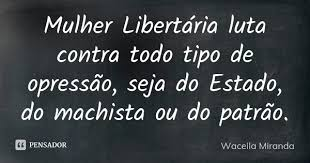 Mulher Libertária luta
contra todo tipo de
opressão, seja do Estado,
do machista ou do patrão.
PENSADOR
Wacella Miranda